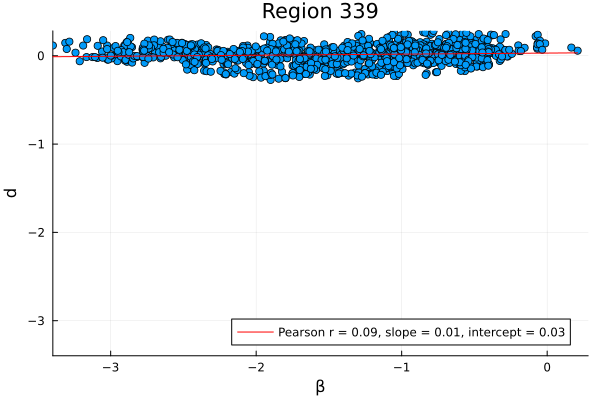 Region 339
0
−1
−2
−3
d
Pearson r = 0.09, slope = 0.01, intercept = 0.03
−3
−2
−1
0
β